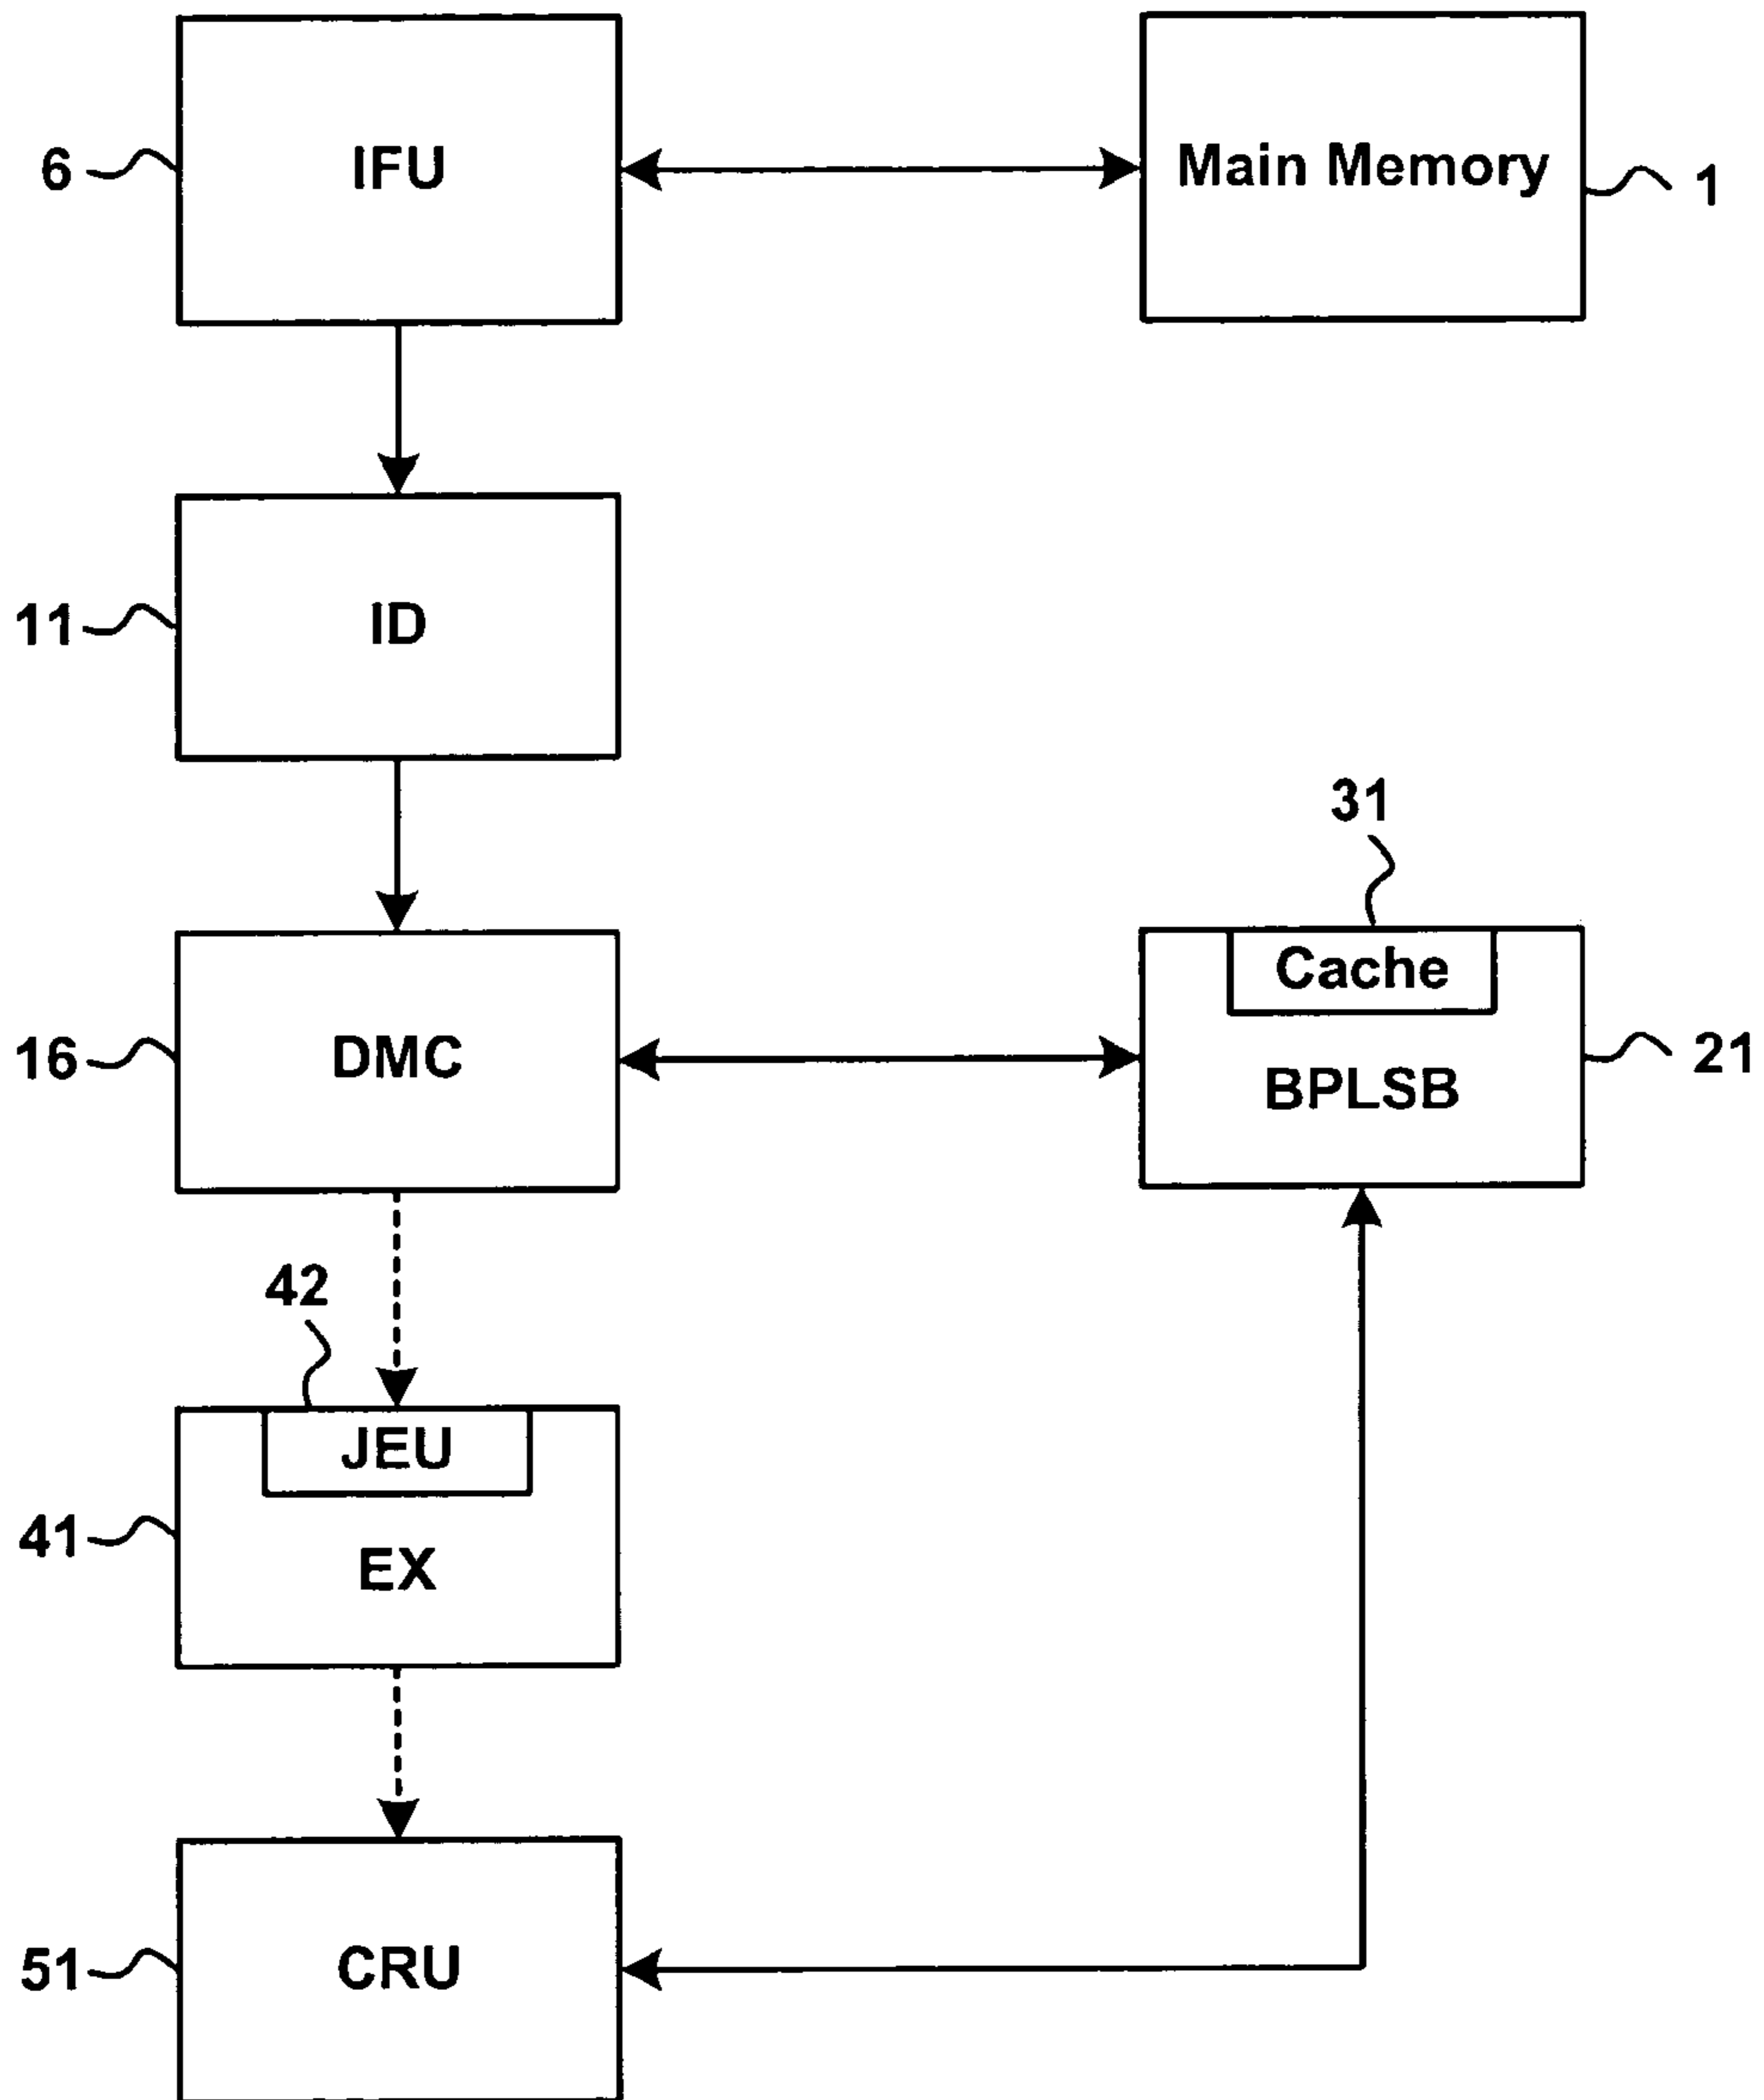 6
IFU
Main Memory
1
11
ID
31
Cache
16
DMC
BPLSB
21
42
JEU
41
EX
51
CRU